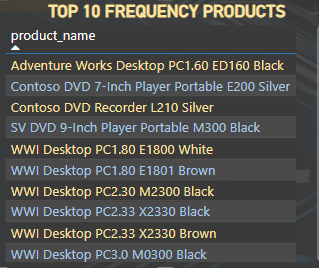 TOP 10 FREQUENCY PRODUCTS
product_name
Adventure Works Desktop PC1.60 ED160 Black
Contoso DVD 7-Inch Player Portable E200 Silver
Contoso DVD Recorder L210 Silver
SV DVD 9-Inch Player Portable M300 Black
WWI Desktop PC1.80 E1800 White
WWI Desktop PC1.80 E1801 Brown
WWI Desktop PC2.30 M2300 Black
WWI Desktop PC2.33 X2330 Black
WWI Desktop PC2.33 X2330 Brown
WWI Desktop PC3.0 M0300 Black